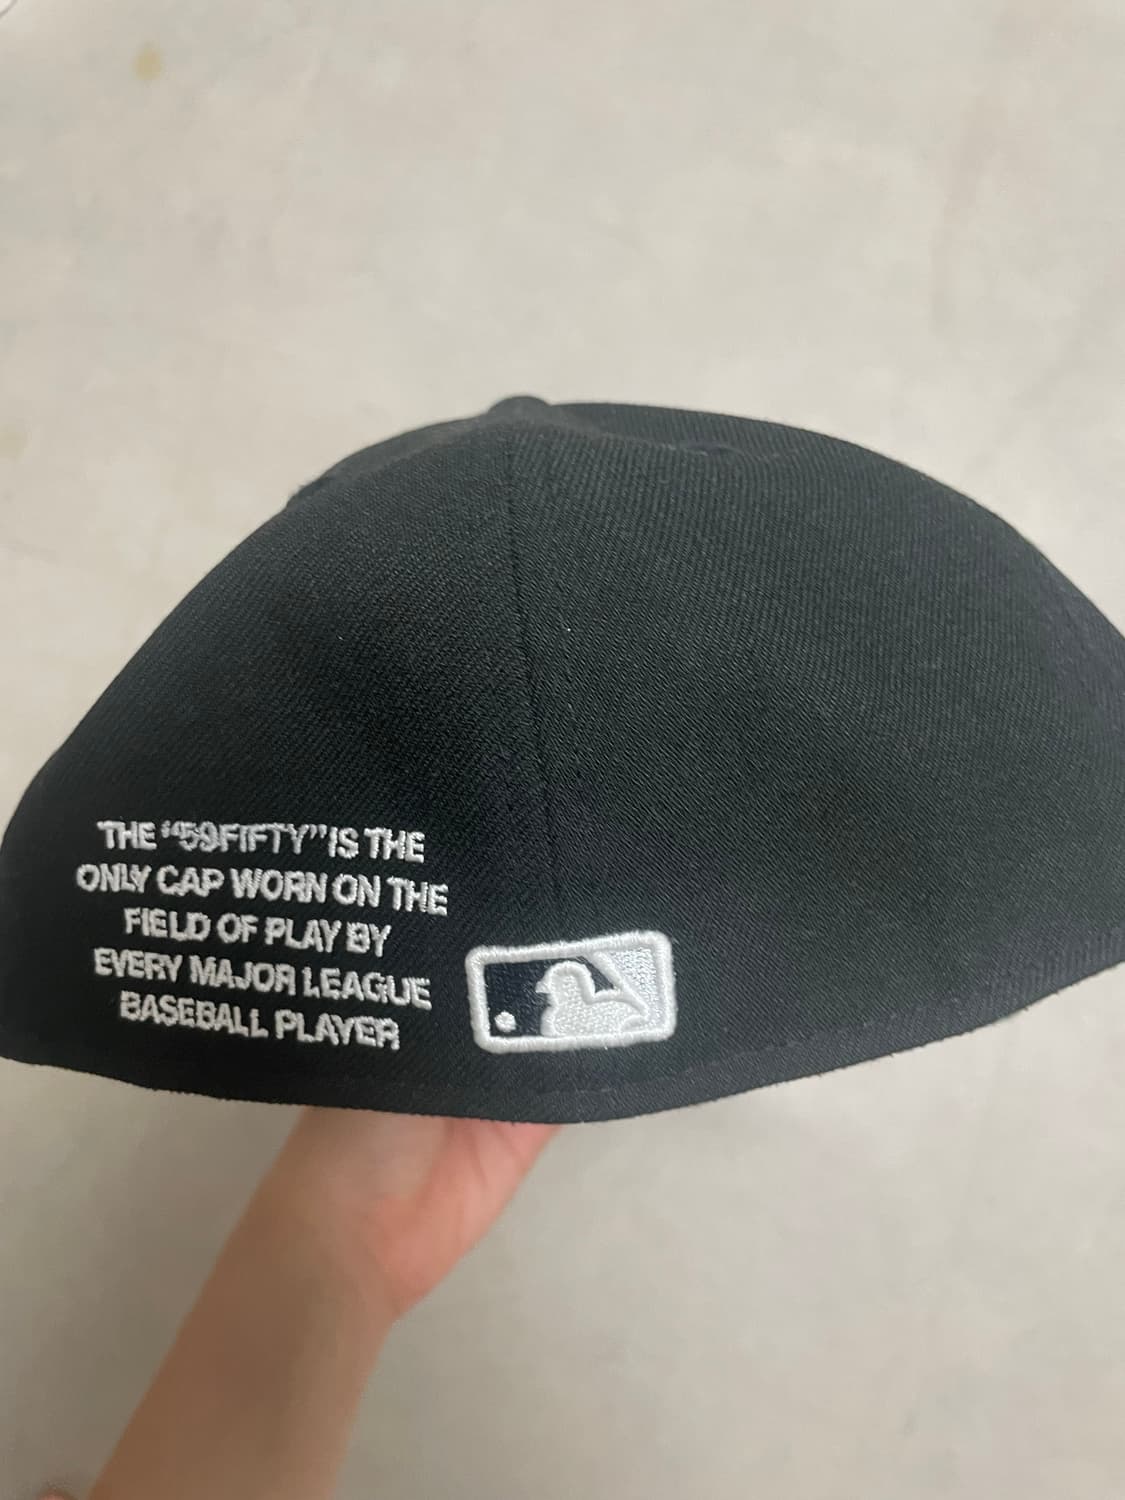 THE “59FIFTY” IS THE
ONLY CAP WORN ON THE
FIELD OF PLAY BY
EVERY MAJOR LEAGUE
BASEBALL PLAYER